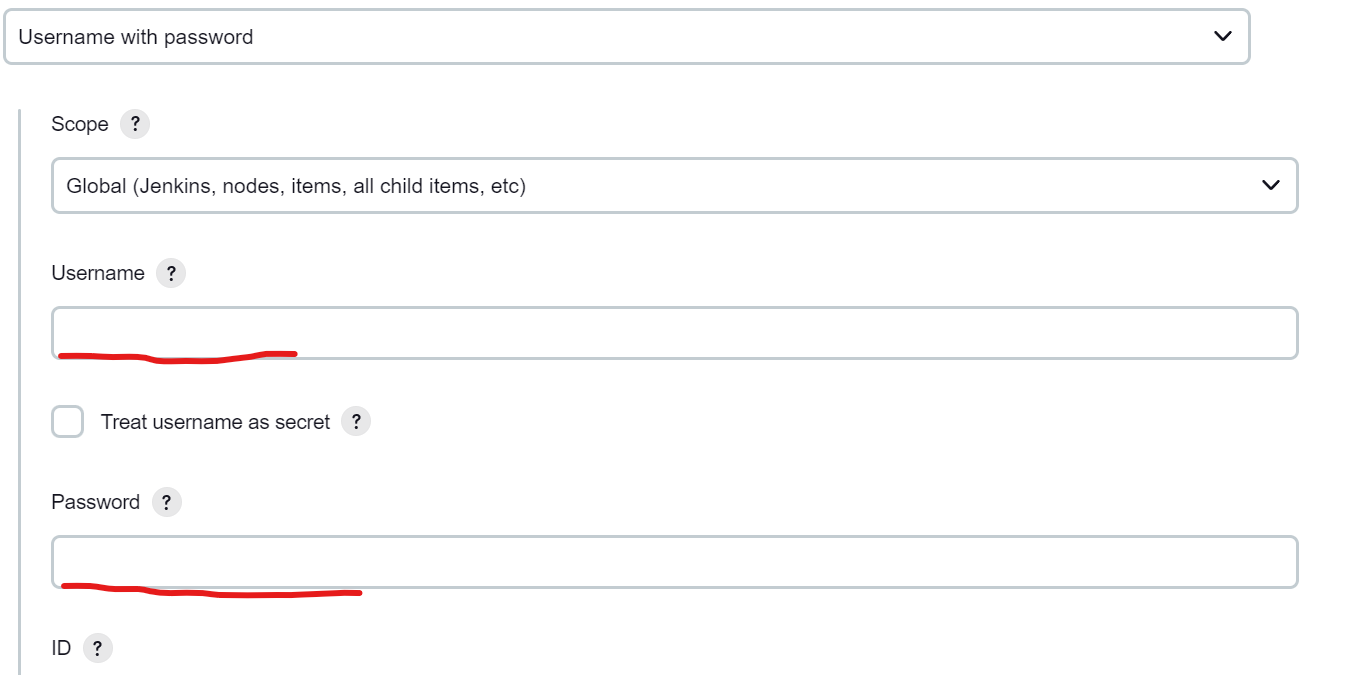 Username with password
Scope ?
Global (Jenkins, nodes, items, all child items, etc)
Username ?
Treat username as secret ?
Password ?
ID ?